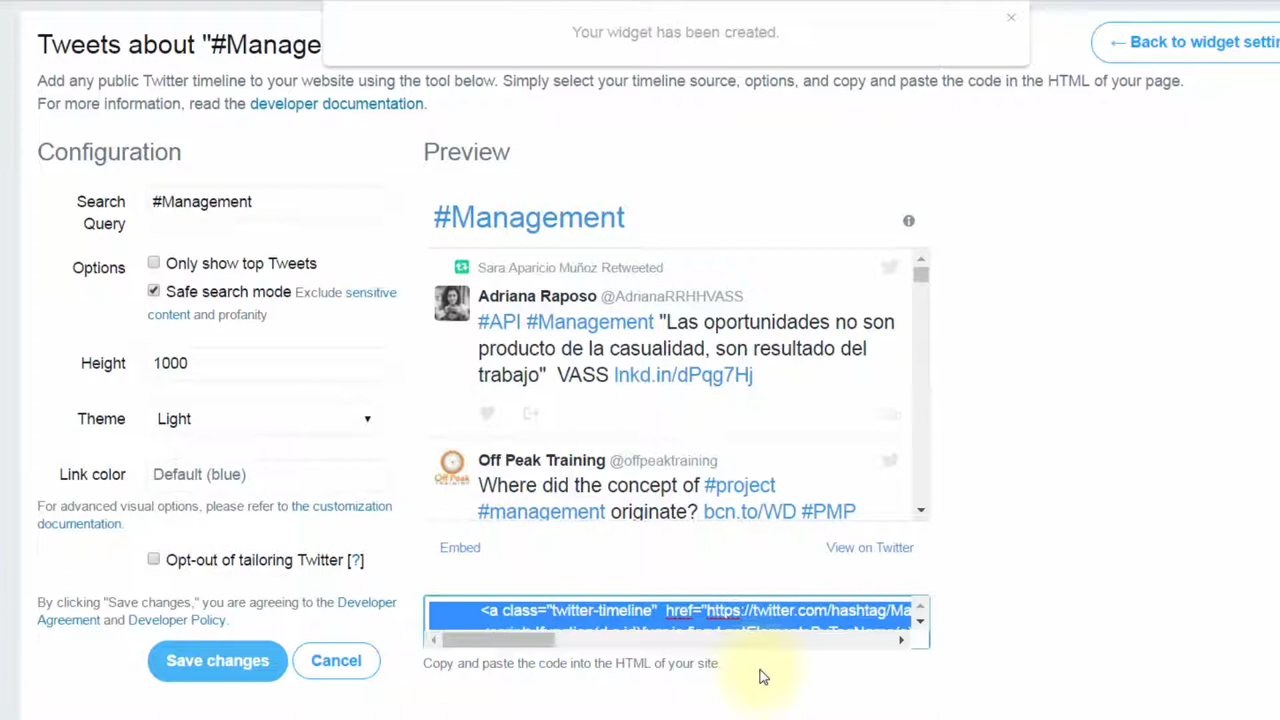 Your widget has been created.
×
Tweets about "#Manage
← Back to widget setti
Add any public Twitter timeline to your website using the tool below. Simply select your timeline source, options, and copy and paste the code in the HTML of your page.
For more information, read the developer documentation.
Configuration
Search
Query
#Management
Options
Only show top Tweets
Safe search mode Exclude sensitive
content and profanity
Height
1000
Theme
Light
Link color
Default (blue)
For advanced visual options, please refer to the customization
documentation.
Opt-out of tailoring Twitter [?]
By clicking "Save changes," you are agreeing to the Developer
Agreement and Developer Policy.
Save changes
Cancel
Preview
#Management
Sara Aparicio Muñoz Retweeted
Adriana Raposo @AdrianaRRHHVASS
#API #Management "Las oportunidades no son
producto de la casualidad, son resultado del
trabajo" VASS lnkd.in/dPqg7Hj
Off Peak Training @offpeaktraining
Where did the concept of #project
#management originate? bcn.to/WD #PMP
Embed
View on Twitter
<a class="twitter-timeline" href="https://twitter.com/hashtag/Ma
Copy and paste the code into the HTML of your site.